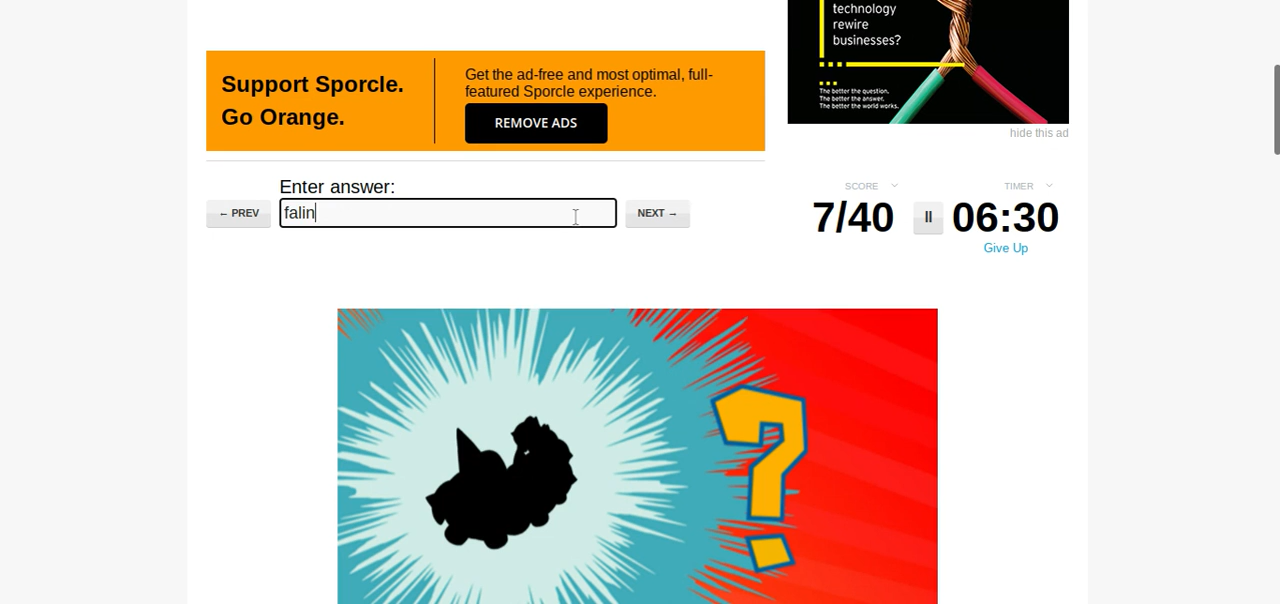 technology
rewire
businesses?
The better the question.
The better the answer.
The better the world works.
hide this ad
Support Sporcle.
Go Orange.
Get the ad-free and most optimal, full-
featured Sporcle experience.
REMOVE ADS
Enter answer:
← PREV
falin
NEXT →
SCORE
7/40
TIMER
06:30
Give Up
?